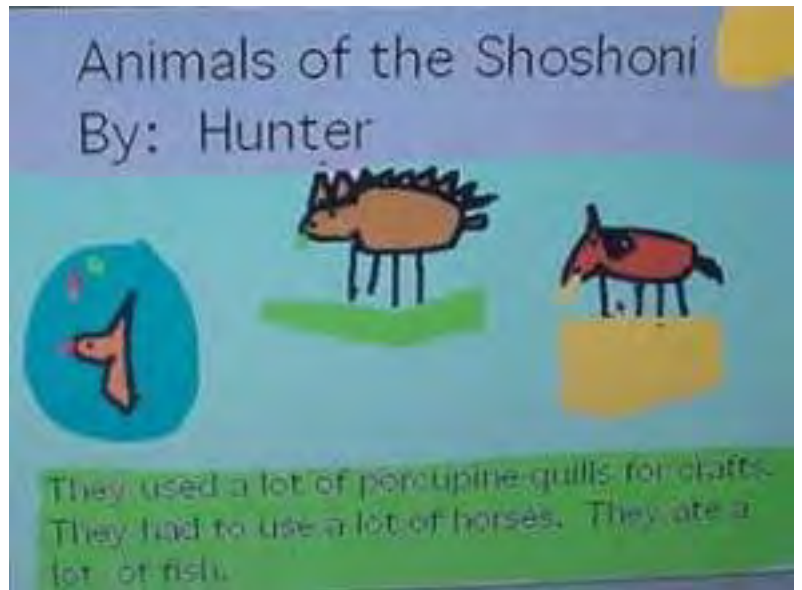 Animals of the Shoshoni
By: Hunter
They used a lot of porcupine quills for crafts.
They had to use a lot of horses. They ate a
lot of fish.